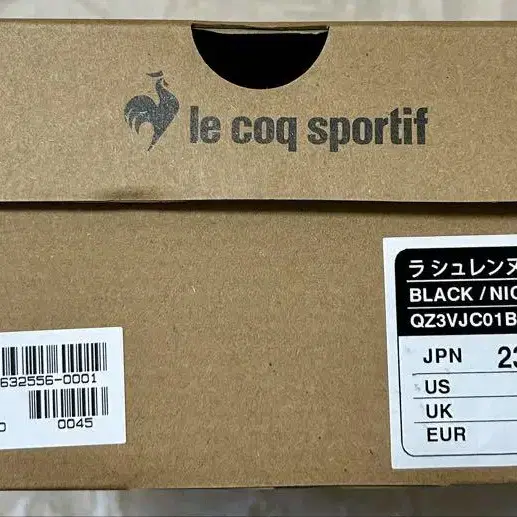 le coq sportif
ラシュレンヌ
BLACK / NIC
QZ3VJC01B
JPN 23
US
UK
EUR
632556-0001
0045